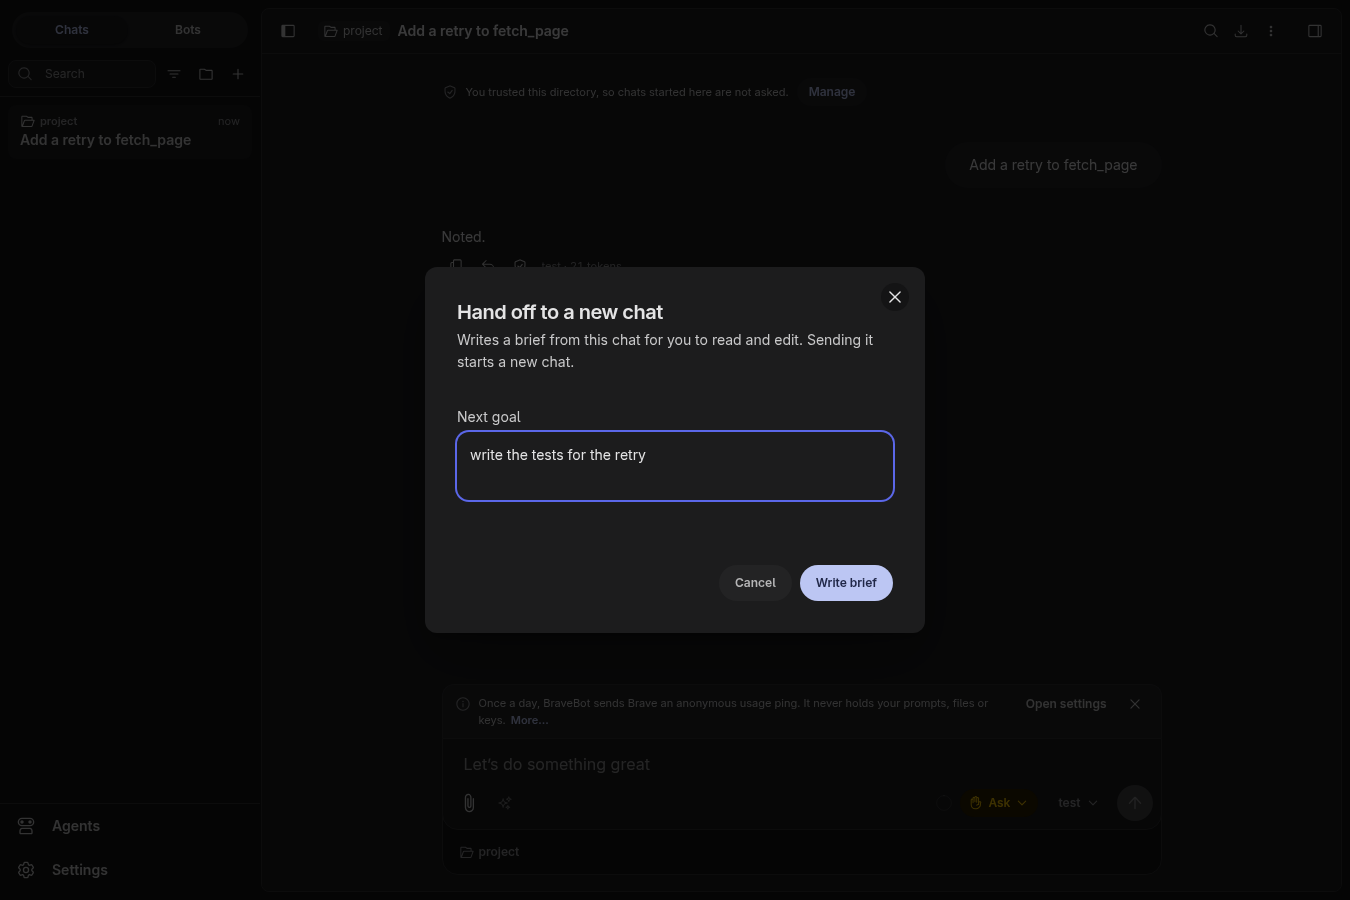 Chats
Bots
Search
project
now
Add a retry to fetch_page
Agents
Settings
project
Add a retry to fetch_page
You trusted this directory, so chats started here are not asked.
Manage
Add a retry to fetch_page
Noted.
test · 21 tokens
Hand off to a new chat
Writes a brief from this chat for you to read and edit. Sending it
starts a new chat.
Next goal
write the tests for the retry
Cancel
Write brief
Once a day, BraveBot sends Brave an anonymous usage ping. It never holds your prompts, files or
keys. More...
Open settings
Let's do something great
Ask
test
project